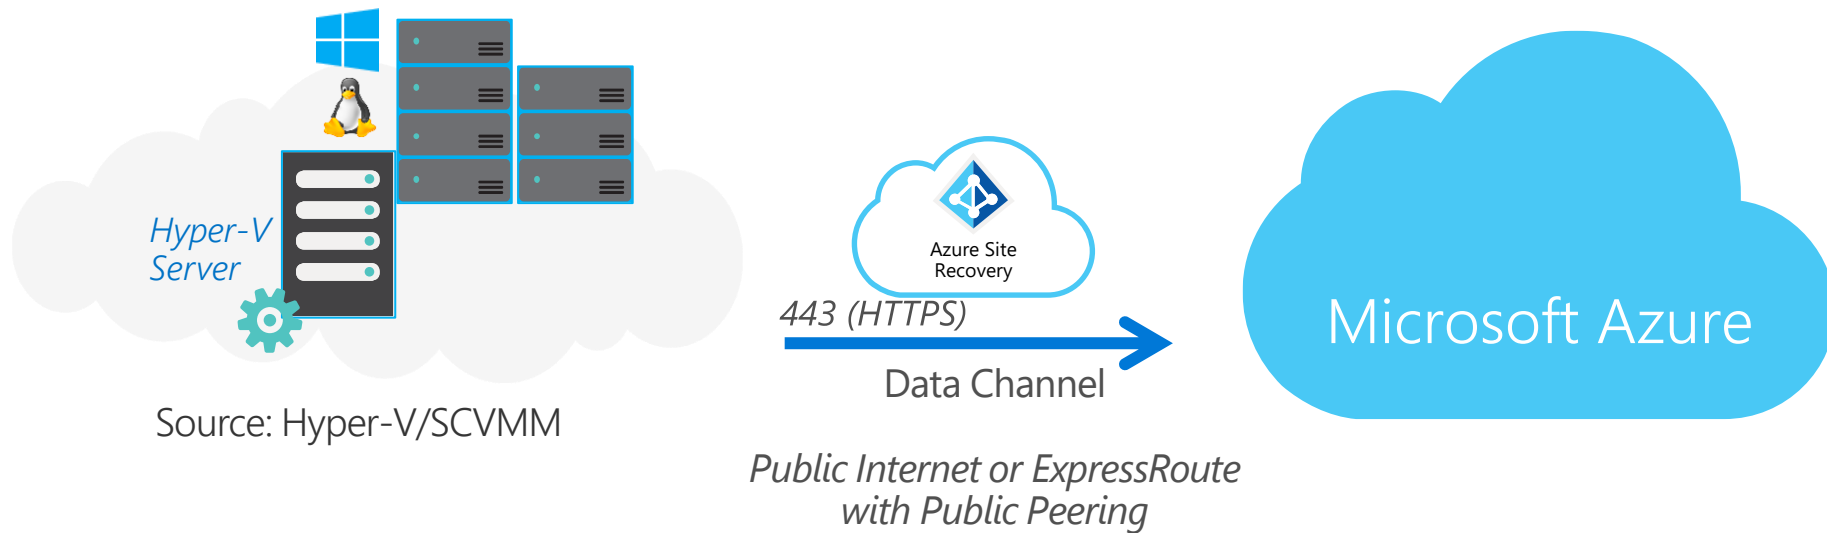 Hyper-V
Server
Source: Hyper-V/SCVMM
Azure Site
Recovery
443 (HTTPS)
Data Channel
Public Internet or ExpressRoute
with Public Peering
Microsoft Azure